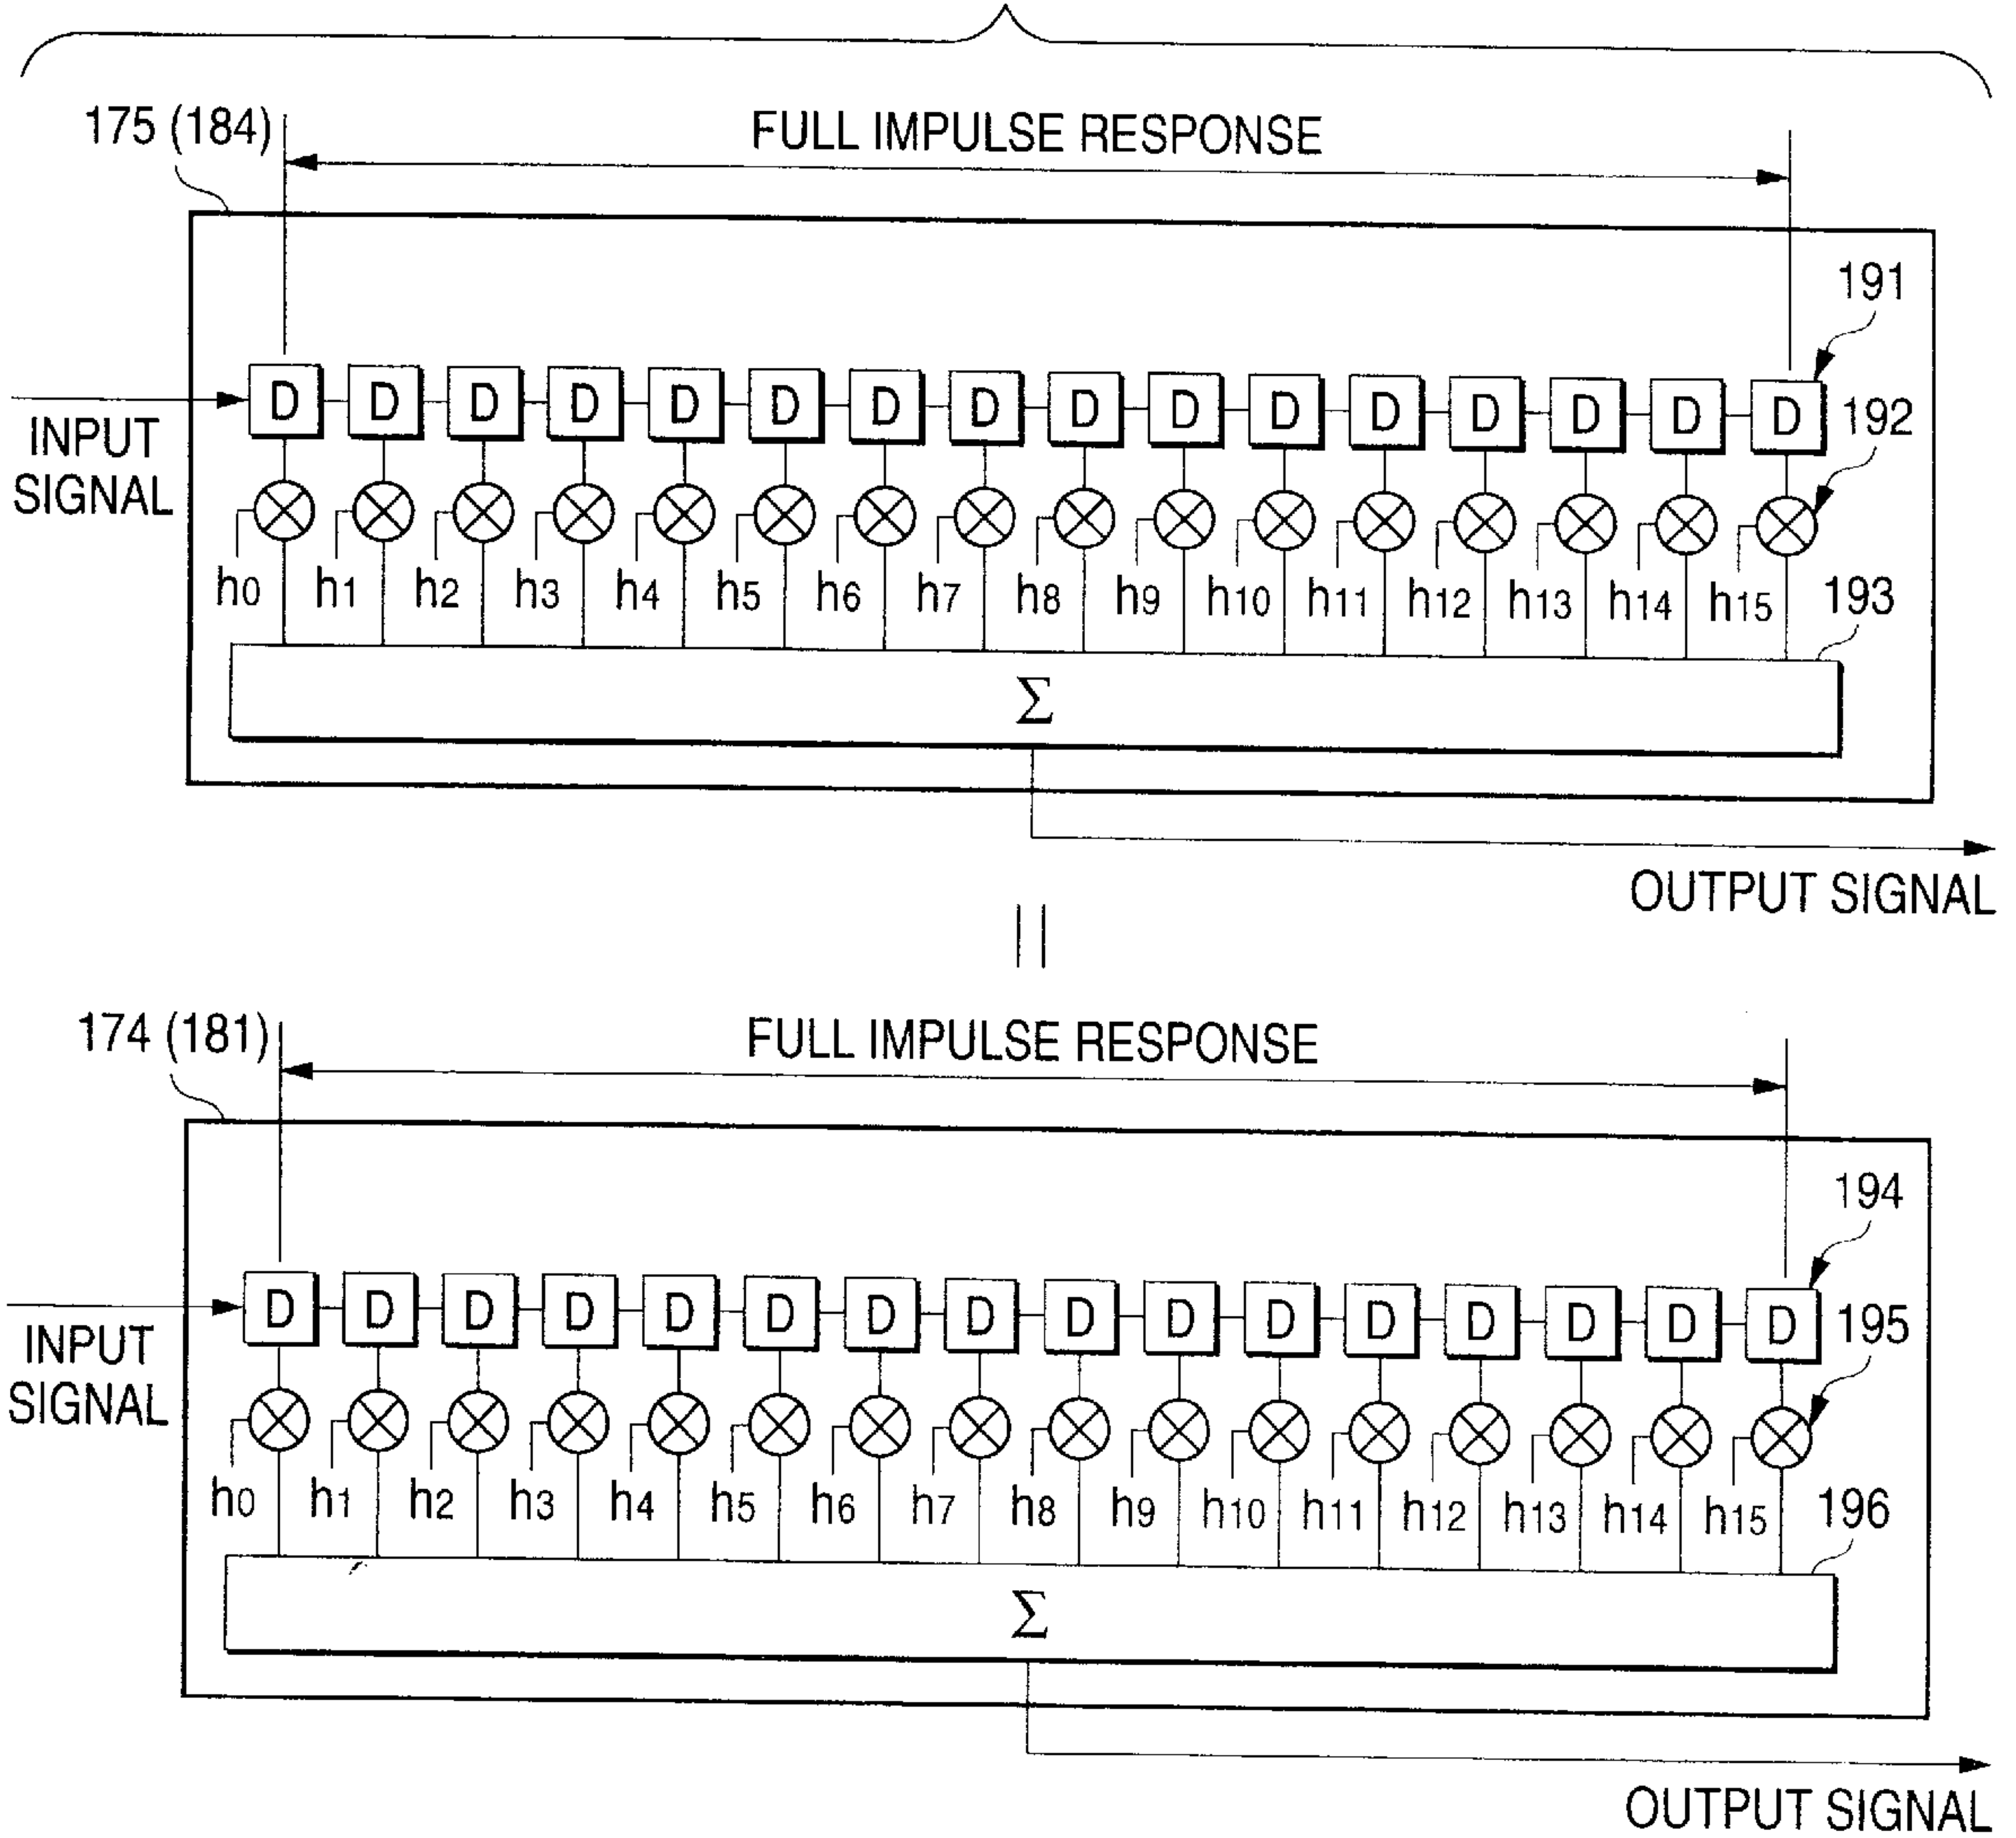 175 (184)
FULL IMPULSE RESPONSE
191
D D D D D D D D D D D D D D D D
192
INPUT
SIGNAL
h0 h1 h2 h3 h4 h5 h6 h7 h8 h9 h10 h11 h12 h13 h14 h15
193
Σ
OUTPUT SIGNAL
174 (181)
FULL IMPULSE RESPONSE
194
D D D D D D D D D D D D D D D D
195
INPUT
SIGNAL
h0 h1 h2 h3 h4 h5 h6 h7 h8 h9 h10 h11 h12 h13 h14 h15
196
Σ
OUTPUT SIGNAL